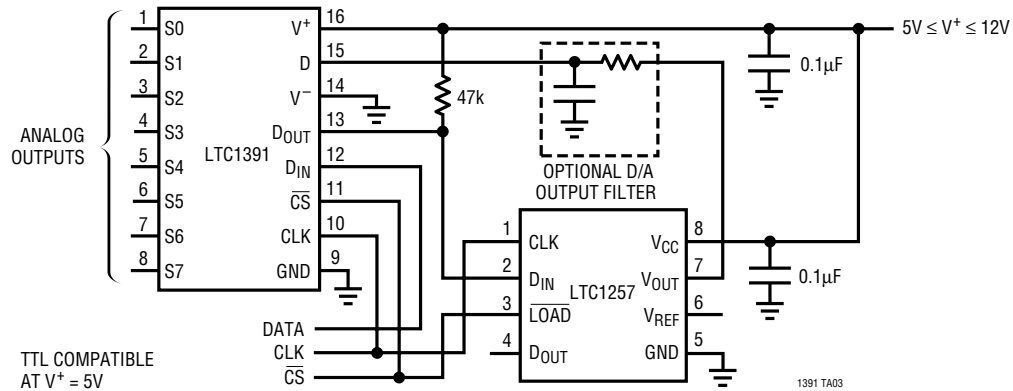 1 S0 V+ 16 5V ≤ V+ ≤ 12V
2 S1 D 15
0.1µF
3 S2 V− 14 47k
ANALOG OUTPUTS
4 S3 DOUT 13
LTC1391
5 S4 DIN 12
OPTIONAL D/A
OUTPUT FILTER
6 S5 C̅S̅ 11
7 S6 CLK 10
8 S7 GND 9
1 CLK VCC 8
2 DIN VOUT 7
0.1µF
LTC1257
3 L̅O̅A̅D̅ VREF 6
4 DOUT GND 5
DATA
CLK
C̅S̅
TTL COMPATIBLE
AT V+ = 5V
1391 TA03